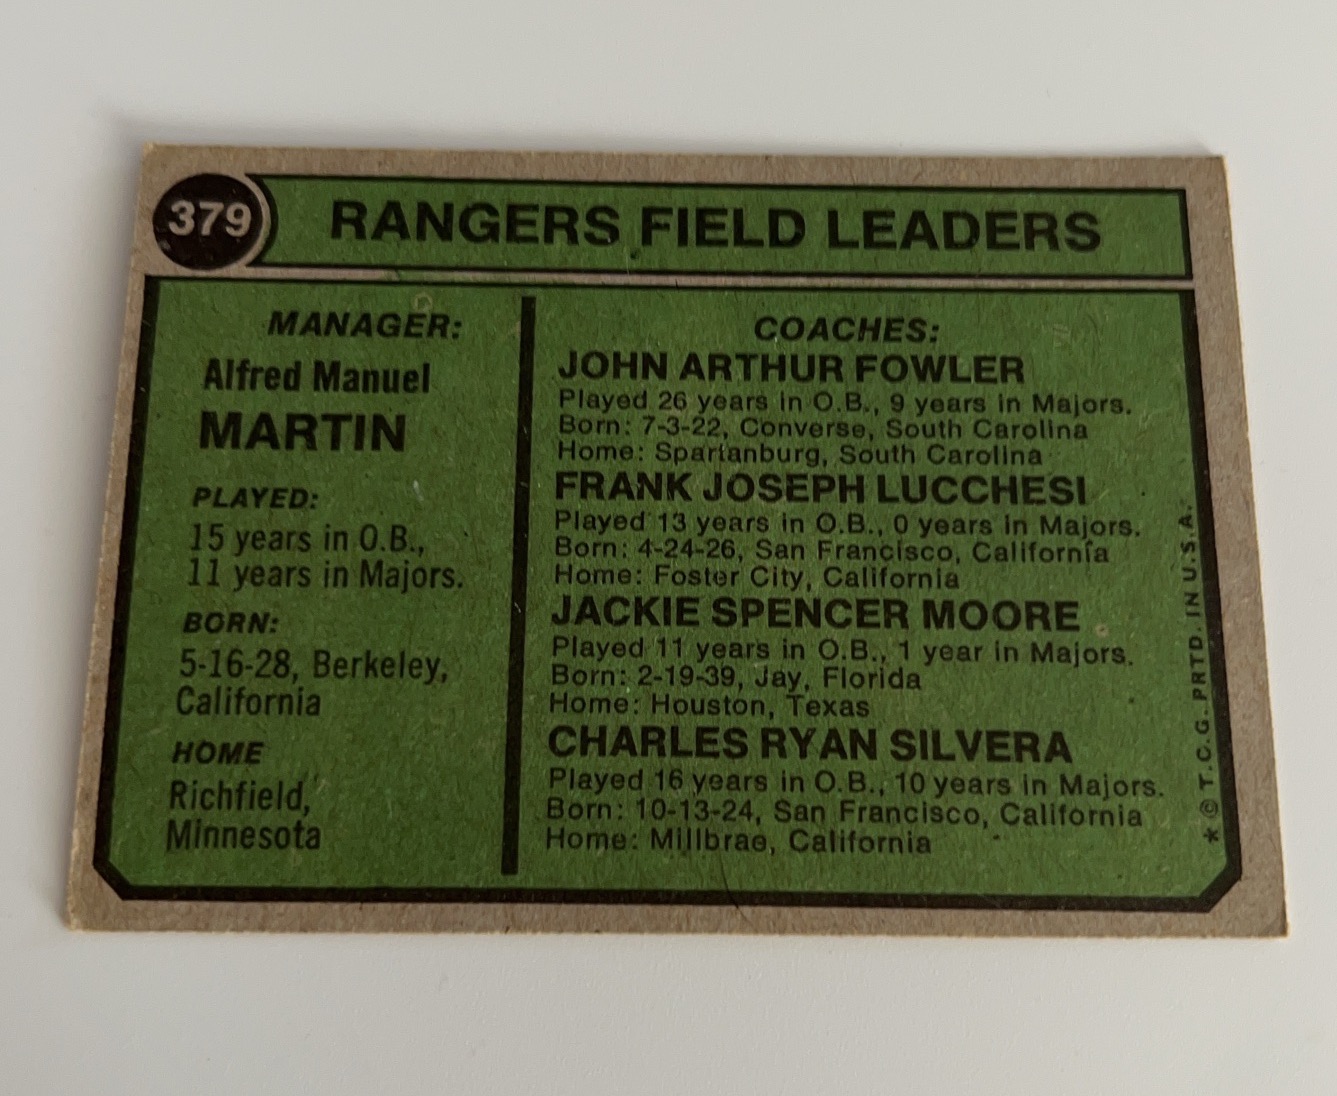 379
RANGERS FIELD LEADERS
MANAGER:
Alfred Manuel
MARTIN
PLAYED:
15 years in O.B.,
11 years in Majors.
BORN:
5-16-28, Berkeley,
California
HOME
Richfield,
Minnesota
COACHES:
JOHN ARTHUR FOWLER
Played 26 years in O.B., 9 years in Majors.
Born: 7-3-22, Converse, South Carolina
Home: Spartanburg, South Carolina
FRANK JOSEPH LUCCHESI
Played 13 years in O.B., 0 years in Majors.
Born: 4-24-26, San Francisco, California
Home: Foster City, California
JACKIE SPENCER MOORE
Played 11 years in O.B., 1 year in Majors.
Born: 2-19-39, Jay, Florida
Home: Houston, Texas
CHARLES RYAN SILVERA
Played 16 years in O.B., 10 years in Majors.
Born: 10-13-24, San Francisco, California
Home: Millbrae, California
* © T.C.G. PRTD. IN U.S.A.